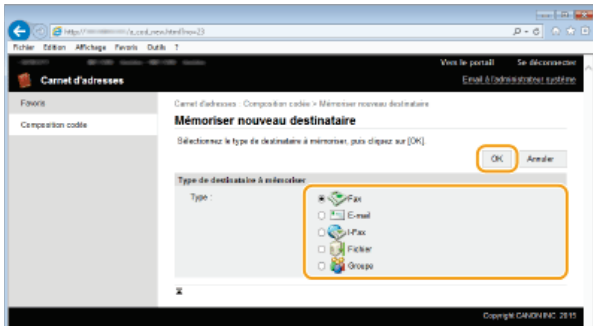 Fichier Edition Affichage Favoris Outils ?
Vers le portail Se déconnecter
Carnet d'adresses
Email à l'administrateur système
Favoris
Composition codée
Carnet d'adresses : Composition codée > Mémoriser nouveau destinataire
Mémoriser nouveau destinataire
Sélectionnez le type de destinataire à mémoriser, puis cliquez sur [OK].
OK Annuler
Type de destinataire à mémoriser
Type :
Fax
E-mail
I-Fax
Fichier
Groupe
Copyright CANON INC. 2015